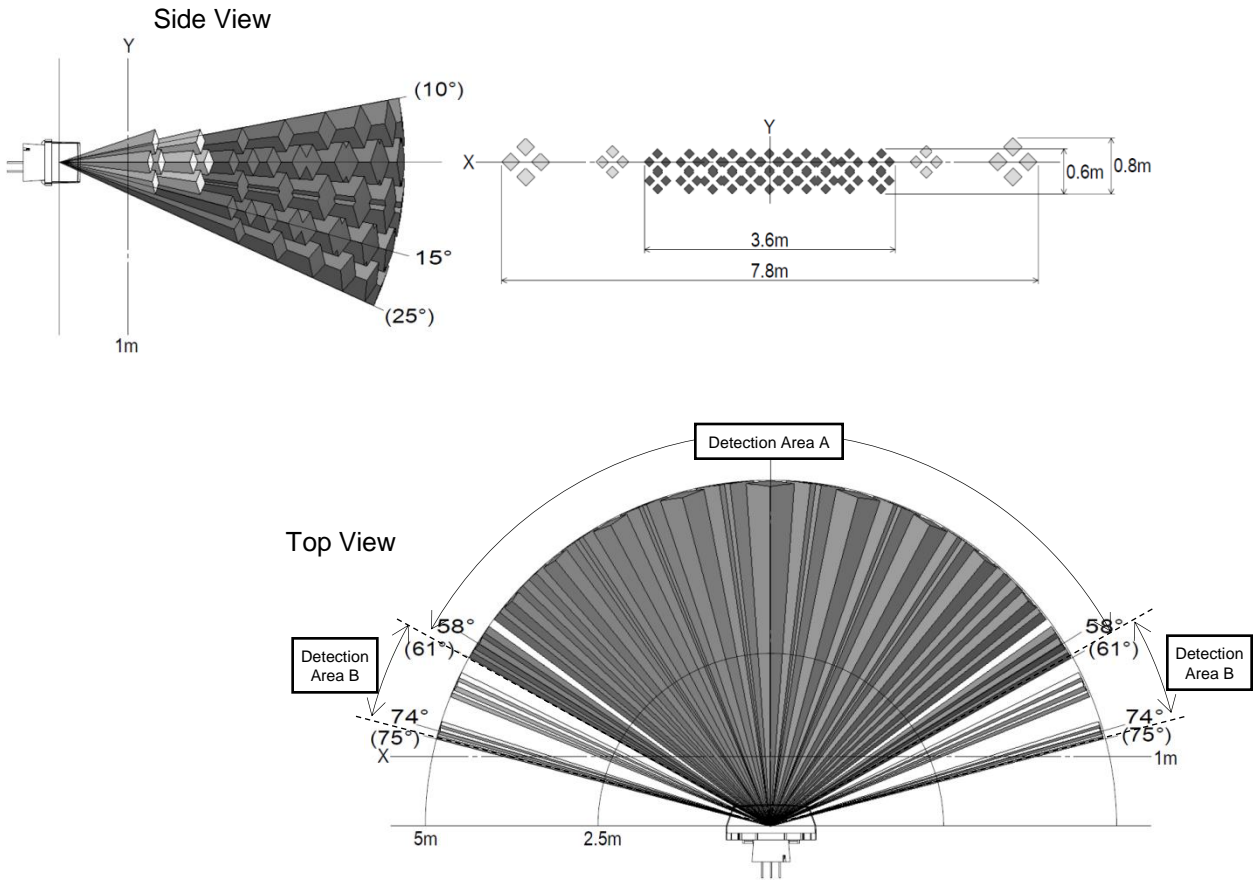 Side View
Y
(10°)
15°
(25°)
1m
X
Y
0.6m
0.8m
3.6m
7.8m
Detection Area A
Top View
58°
(61°)
58°
(61°)
Detection
Area B
Detection
Area B
74°
(75°)
74°
(75°)
X
1m
5m
2.5m